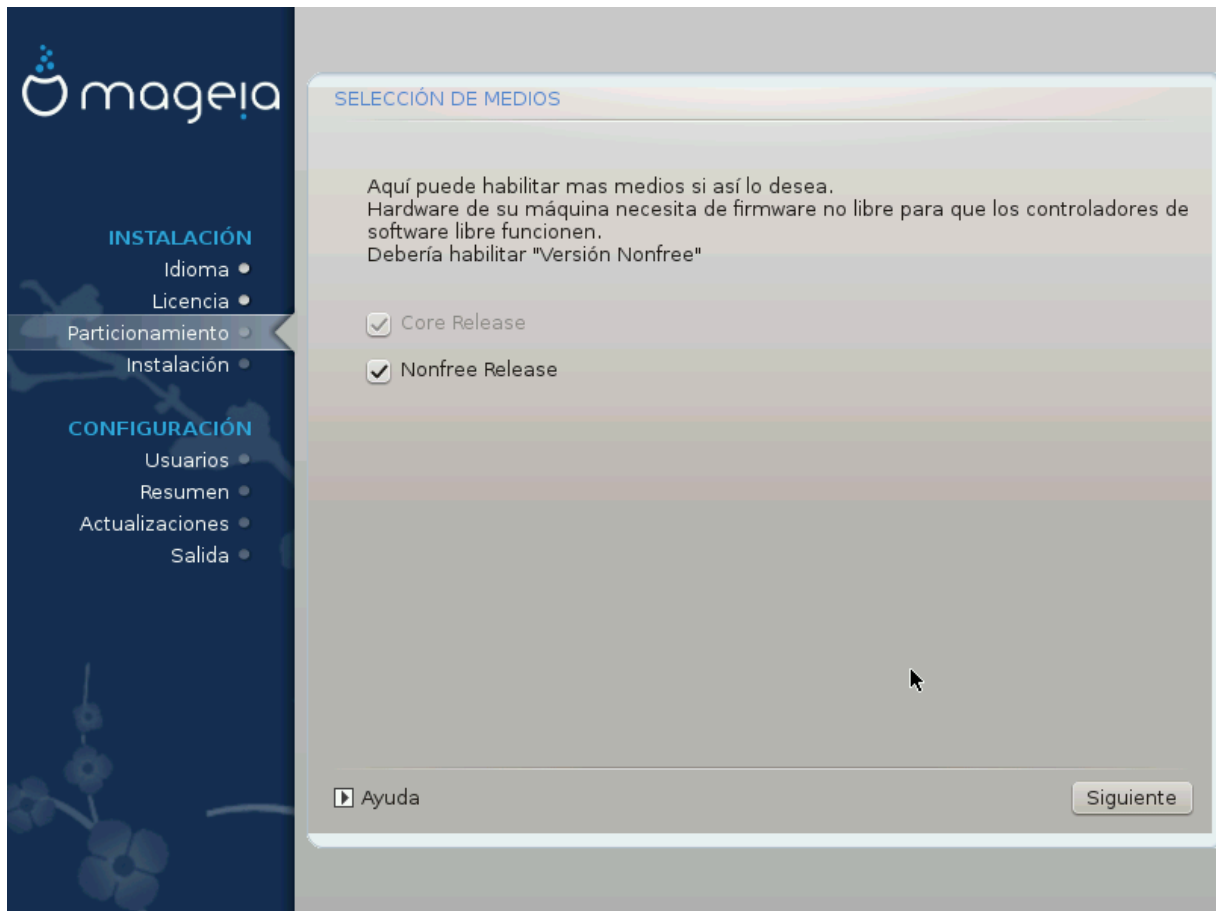 mageia
INSTALACIÓN
Idioma
Licencia
Particionamiento
Instalación
CONFIGURACIÓN
Usuarios
Resumen
Actualizaciones
Salida
SELECCIÓN DE MEDIOS
Aquí puede habilitar mas medios si así lo desea.
Hardware de su máquina necesita de firmware no libre para que los controladores de
software libre funcionen.
Debería habilitar "Versión Nonfree"
Core Release
Nonfree Release
Ayuda
Siguiente